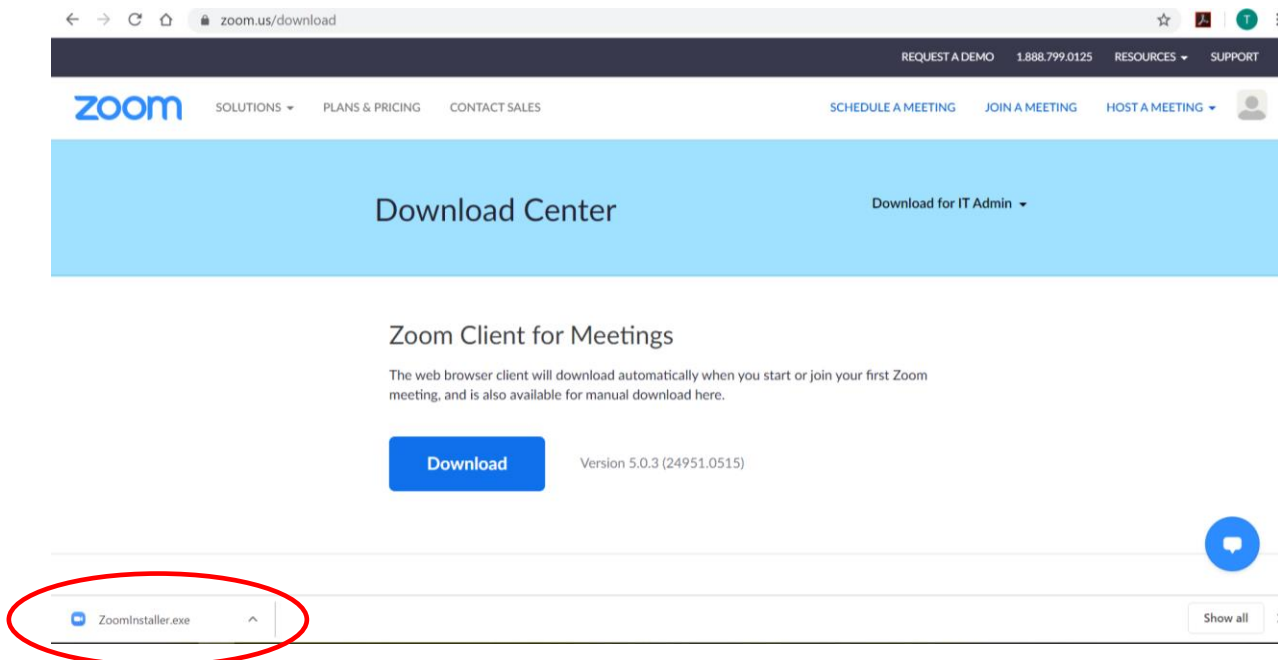 zoom.us/download
T
REQUEST A DEMO 1.888.799.0125 RESOURCES SUPPORT
zoom SOLUTIONS PLANS & PRICING CONTACT SALES SCHEDULE A MEETING JOIN A MEETING HOST A MEETING
Download Center
Download for IT Admin
Zoom Client for Meetings
The web browser client will download automatically when you start or join your first Zoom
meeting, and is also available for manual download here.
Download
Version 5.0.3 (24951.0515)
ZoomInstaller.exe
Show all